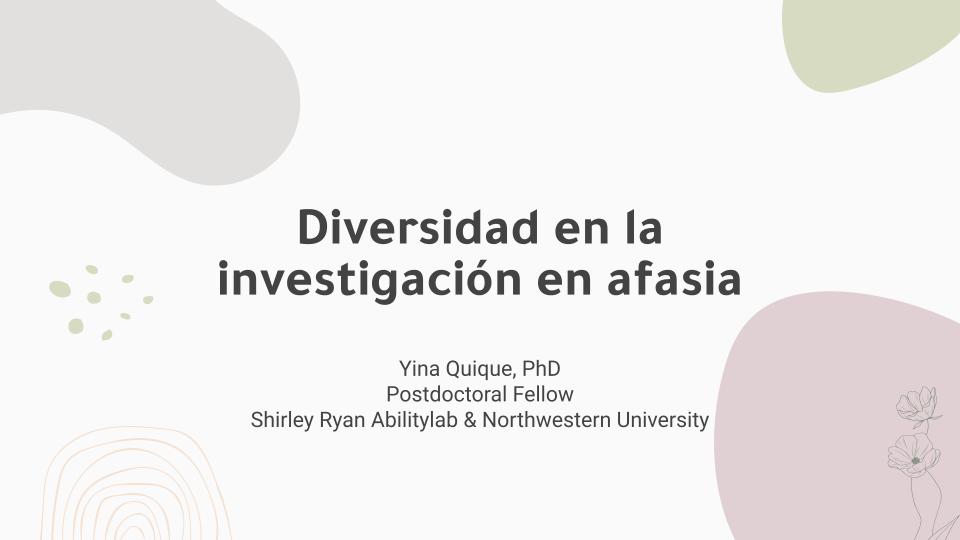 Diversidad en la
investigación en afasia
Yina Quique, PhD
Postdoctoral Fellow
Shirley Ryan Abilitylab & Northwestern University